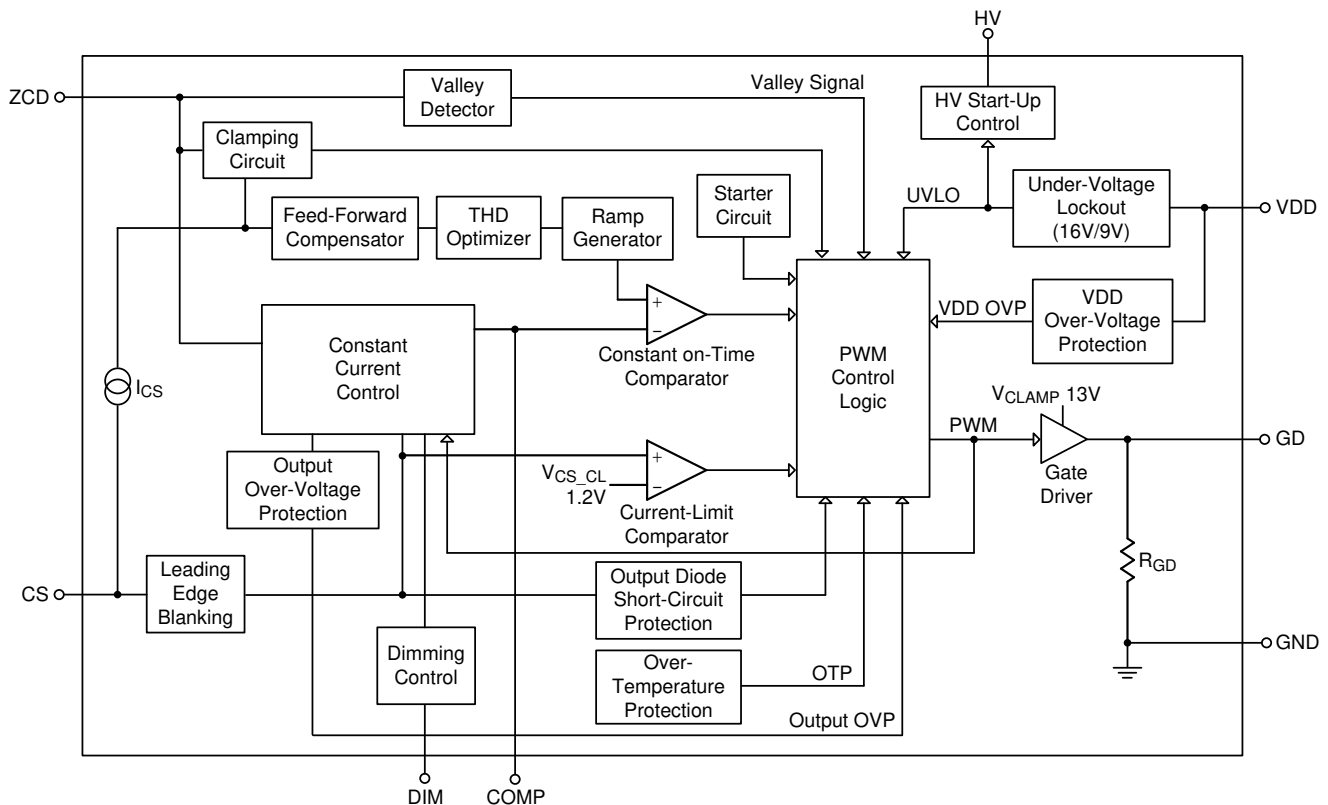 HV
ZCD
Valley
Detector
Valley Signal
HV Start-Up
Control
Clamping
Circuit
Starter
Circuit
UVLO
Under-Voltage
Lockout
(16V/9V)
VDD
Feed-Forward
Compensator
THD
Optimizer
Ramp
Generator
Constant
Current
Control
+
−
Constant on-Time
Comparator
PWM
Control
Logic
VDD OVP
VDD
Over-Voltage
Protection
ICS
VCLAMP 13V
PWM
GD
Gate
Driver
Output
Over-Voltage
Protection
VCS_CL
1.2V
+
−
Current-Limit
Comparator
RGD
CS
Leading
Edge
Blanking
Output Diode
Short-Circuit
Protection
GND
Dimming
Control
Over-
Temperature
Protection
OTP
Output OVP
DIM
COMP